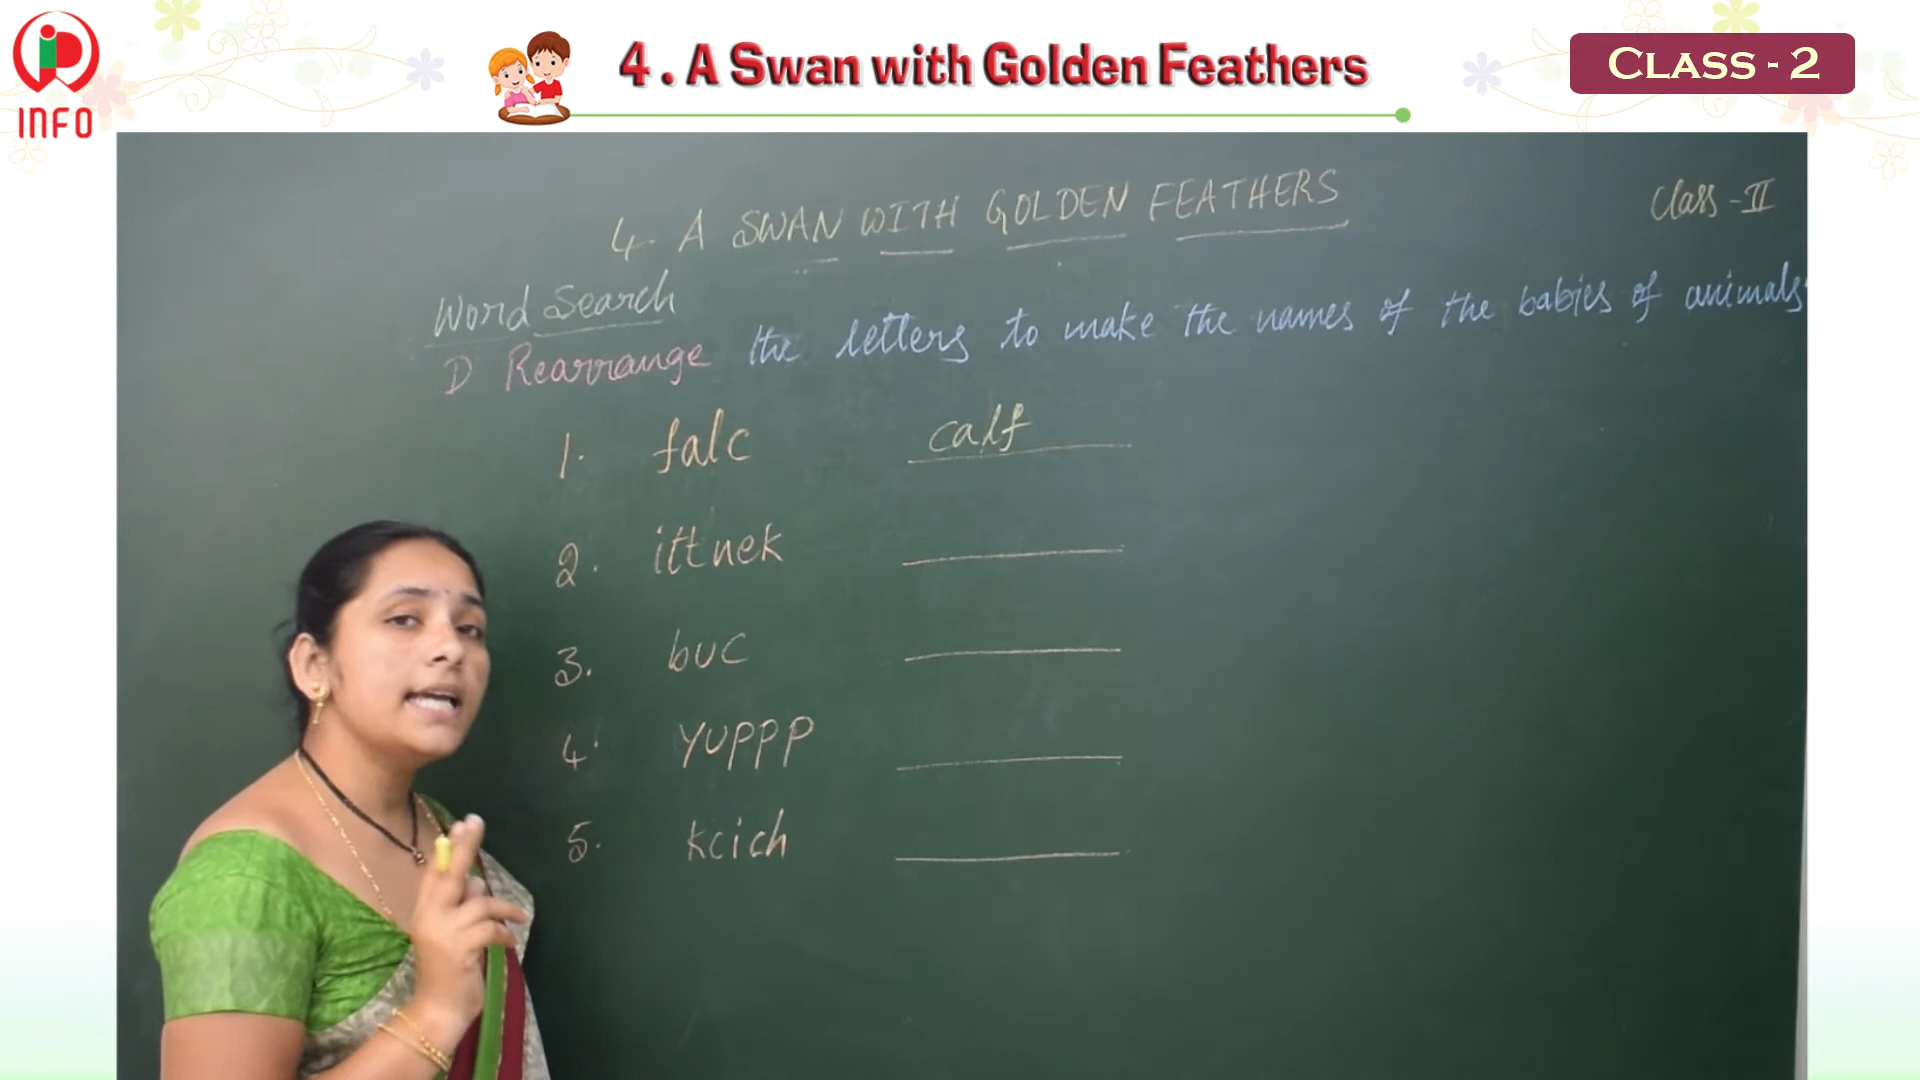 INFO
4 . A Swan with Golden Feathers
CLASS - 2
4. A SWAN WITH GOLDEN FEATHERS
Class - II
Word Search
D Rearrange the letters to make the names of the babies of animals.
1. falc calf
2. ittnek
3. buc
4. yuppp
5. kcich